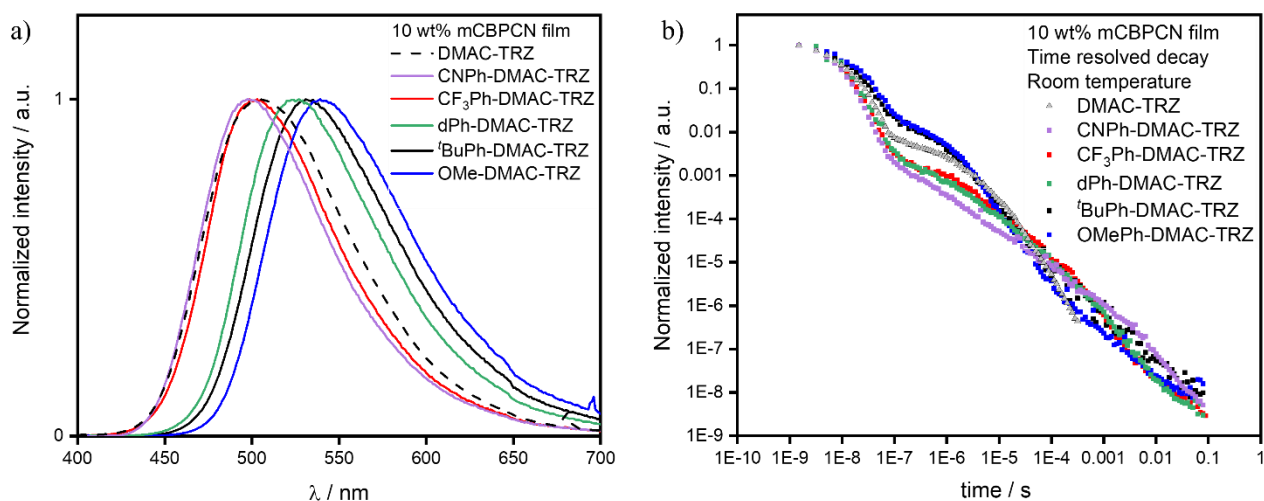 a)
10 wt% mCBPCN film
DMAC-TRZ
CNPh-DMAC-TRZ
CF₃Ph-DMAC-TRZ
dPh-DMAC-TRZ
ᵗBuPh-DMAC-TRZ
OMe-DMAC-TRZ
Normalized intensity / a.u.
1
0
400
450
500
550
600
650
700
λ / nm
b)
10 wt% mCBPCN film
Time resolved decay
Room temperature
DMAC-TRZ
CNPh-DMAC-TRZ
CF₃Ph-DMAC-TRZ
dPh-DMAC-TRZ
ᵗBuPh-DMAC-TRZ
OMePh-DMAC-TRZ
Normalized intensity / a.u.
1
0.1
0.01
0.001
1E-4
1E-5
1E-6
1E-7
1E-8
1E-9
1E-10
1E-9
1E-8
1E-7
1E-6
1E-5
1E-4
0.001
0.01
0.1
1
time / s